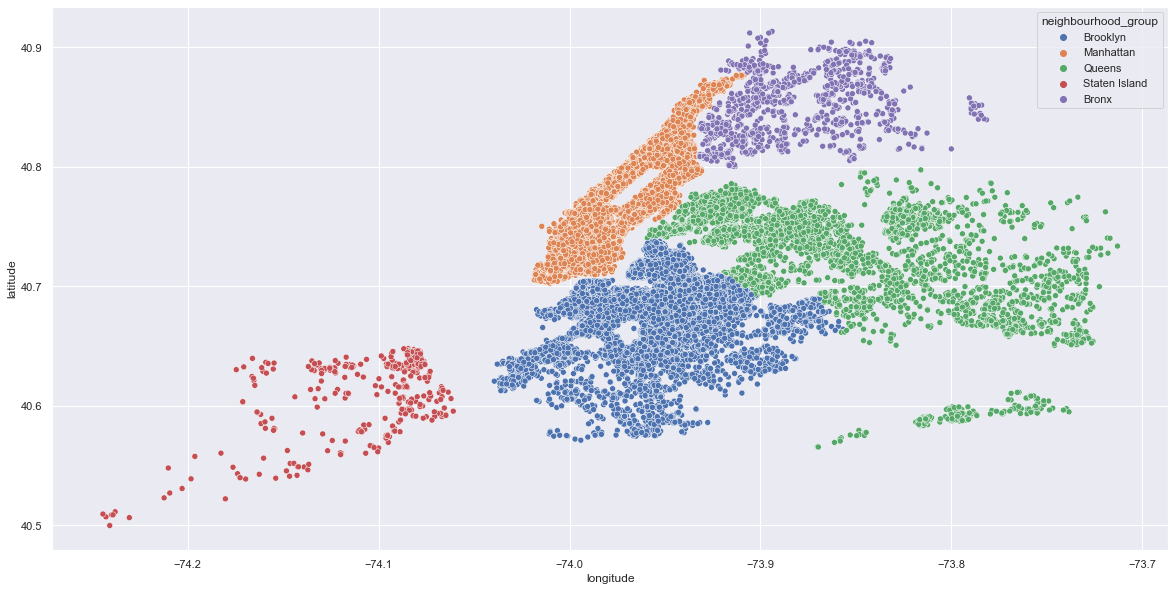 neighbourhood_group
Brooklyn
Manhattan
Queens
Staten Island
Bronx
40.9
40.8
40.7
40.6
40.5
latitude
−74.2
−74.1
−74.0
−73.9
−73.8
−73.7
longitude